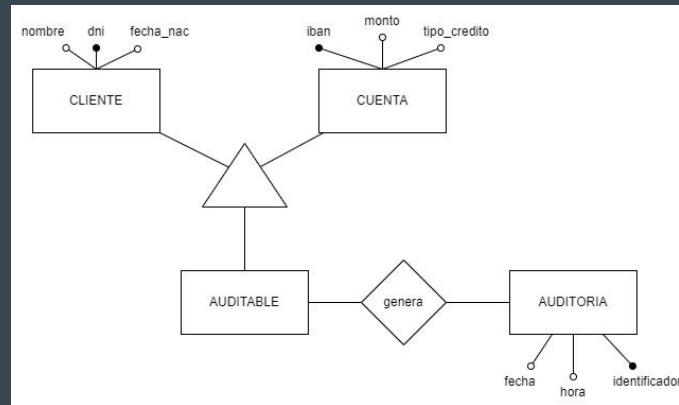 nombre dni fecha_nac
iban monto tipo_credito
CLIENTE
CUENTA
AUDITABLE
genera
AUDITORIA
fecha
hora
identificador